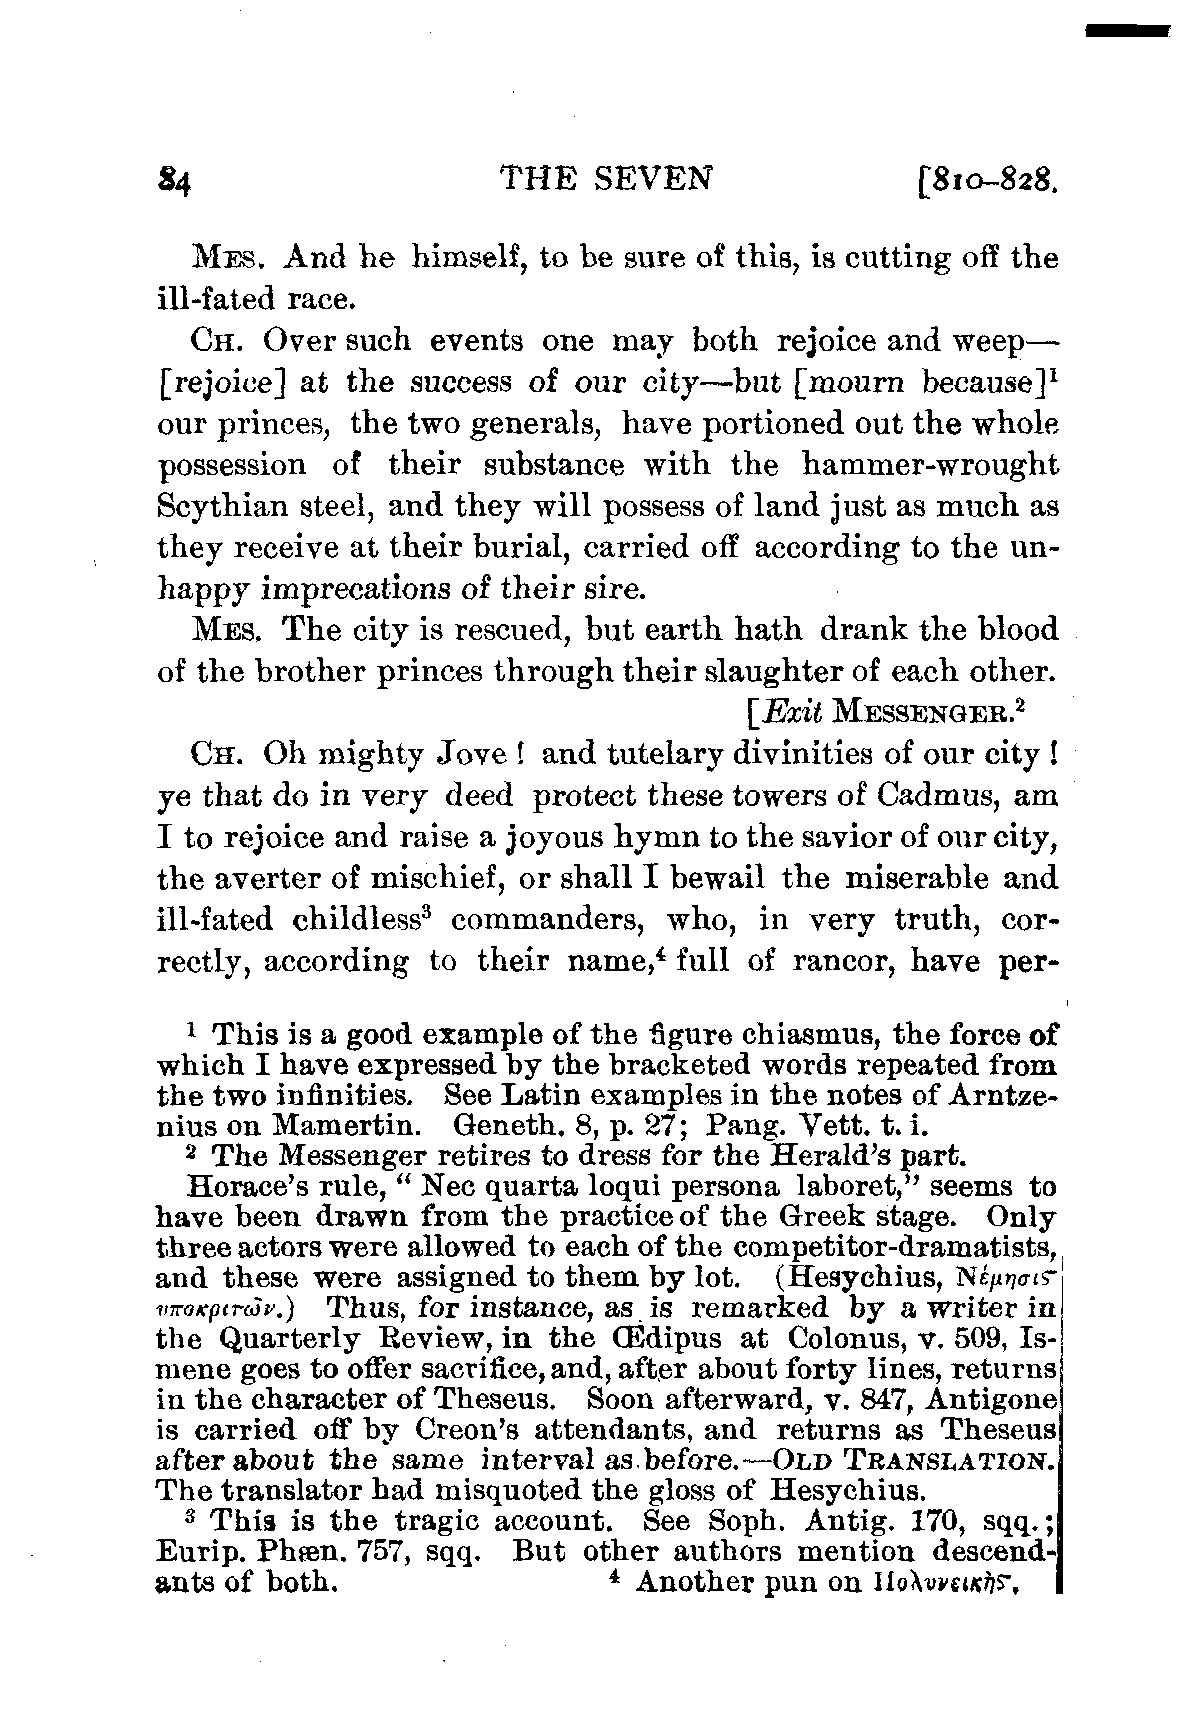 84 THE SEVEN [810–828.
MES. And he himself, to be sure of this, is cutting off the
ill-fated race.
CH. Over such events one may both rejoice and weep—
[rejoice] at the success of our city—but [mourn because]¹
our princes, the two generals, have portioned out the whole
possession of their substance with the hammer-wrought
Scythian steel, and they will possess of land just as much as
they receive at their burial, carried off according to the un-
happy imprecations of their sire.
MES. The city is rescued, but earth hath drank the blood
of the brother princes through their slaughter of each other.
[Exit MESSENGER.²
CH. Oh mighty Jove ! and tutelary divinities of our city !
ye that do in very deed protect these towers of Cadmus, am
I to rejoice and raise a joyous hymn to the savior of our city,
the averter of mischief, or shall I bewail the miserable and
ill-fated childless³ commanders, who, in very truth, cor-
rectly, according to their name,⁴ full of rancor, have per-
¹ This is a good example of the figure chiasmus, the force of
which I have expressed by the bracketed words repeated from
the two infinities. See Latin examples in the notes of Arntze-
nius on Mamertin. Geneth. 8, p. 27; Pang. Vett. t. i.
² The Messenger retires to dress for the Herald's part.
Horace's rule, “ Nec quarta loqui persona laboret,” seems to
have been drawn from the practice of the Greek stage. Only
three actors were allowed to each of the competitor-dramatists,
and these were assigned to them by lot. (Hesychius, Νέμησις
υποκριτῶν.) Thus, for instance, as is remarked by a writer in
the Quarterly Review, in the Œdipus at Colonus, v. 509, Is-
mene goes to offer sacrifice, and, after about forty lines, returns
in the character of Theseus. Soon afterward, v. 847, Antigone
is carried off by Creon's attendants, and returns as Theseus
after about the same interval as before.—OLD TRANSLATION.
The translator had misquoted the gloss of Hesychius.
³ This is the tragic account. See Soph. Antig. 170, sqq.;
Eurip. Phœn. 757, sqq. But other authors mention descend-
ants of both. ⁴ Another pun on Πολυνεικὴς.